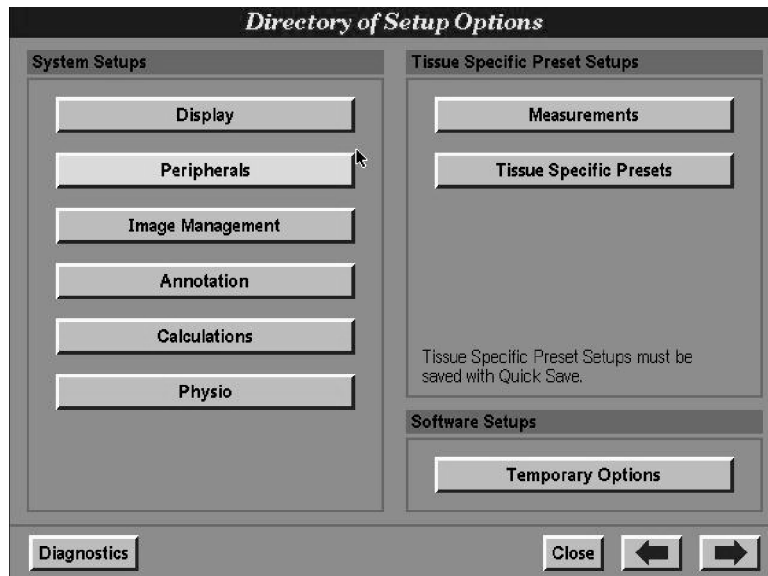 Directory of Setup Options
System Setups
Display
Peripherals
Image Management
Annotation
Calculations
Physio
Tissue Specific Preset Setups
Measurements
Tissue Specific Presets
Tissue Specific Preset Setups must be
saved with Quick Save.
Software Setups
Temporary Options
Diagnostics
Close